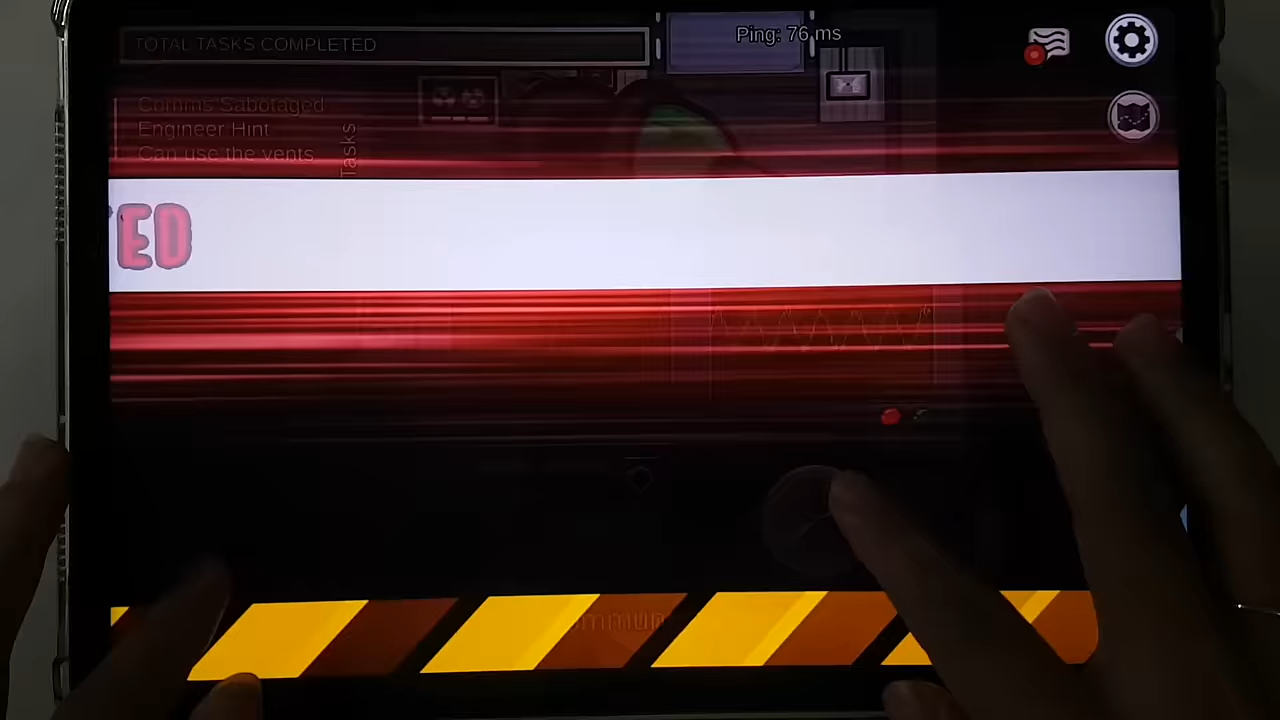 TOTAL TASKS COMPLETED
Ping: 76 ms
Comms Sabotaged
Engineer Hint
Can use the vents
Tasks
ED